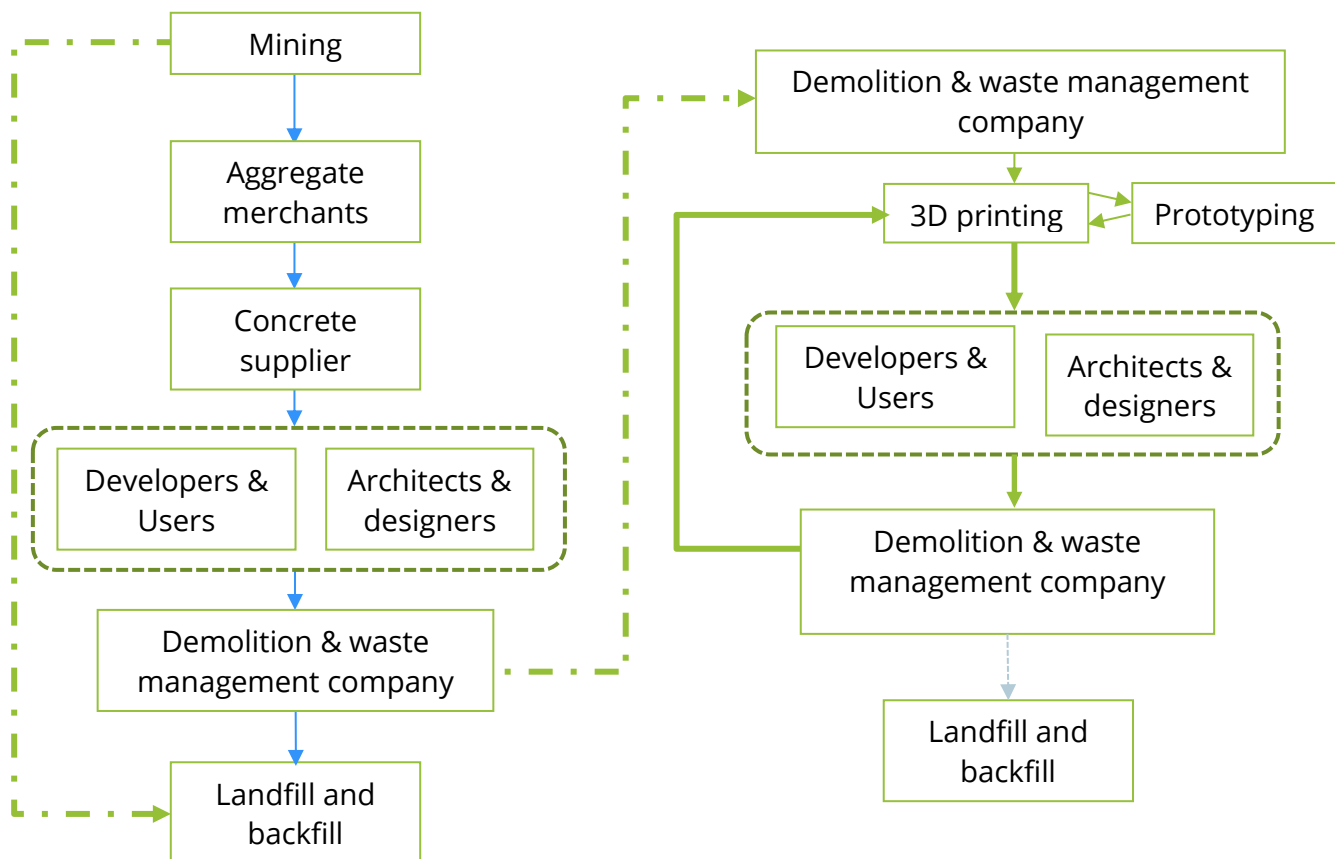 Mining
Aggregate
merchants
Concrete
supplier
Developers &
Users
Architects &
designers
Demolition & waste
management company
Landfill and
backfill
Demolition & waste management
company
3D printing
Prototyping
Developers &
Users
Architects &
designers
Demolition & waste
management company
Landfill and
backfill